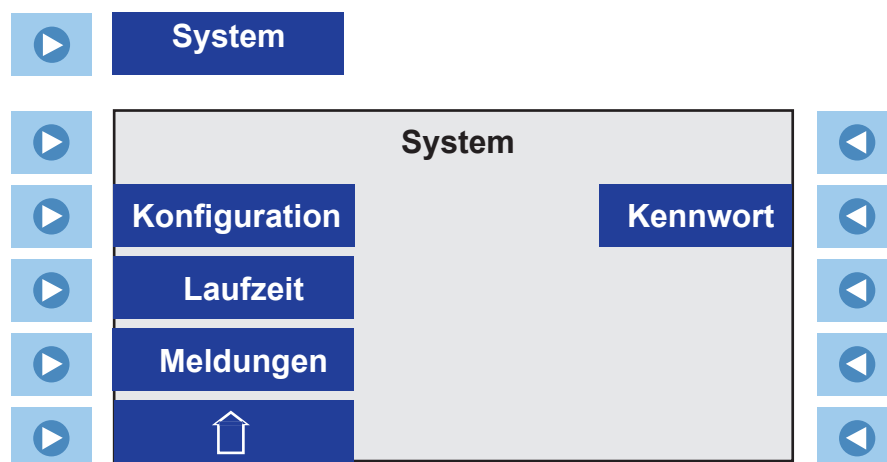 System
System
Konfiguration
Kennwort
Laufzeit
Meldungen